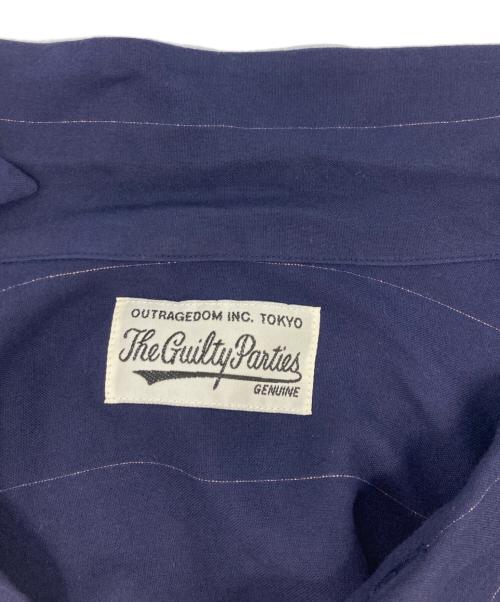 OUTRAGEDOM INC. TOKYO
The Guilty Parties
GENUINE